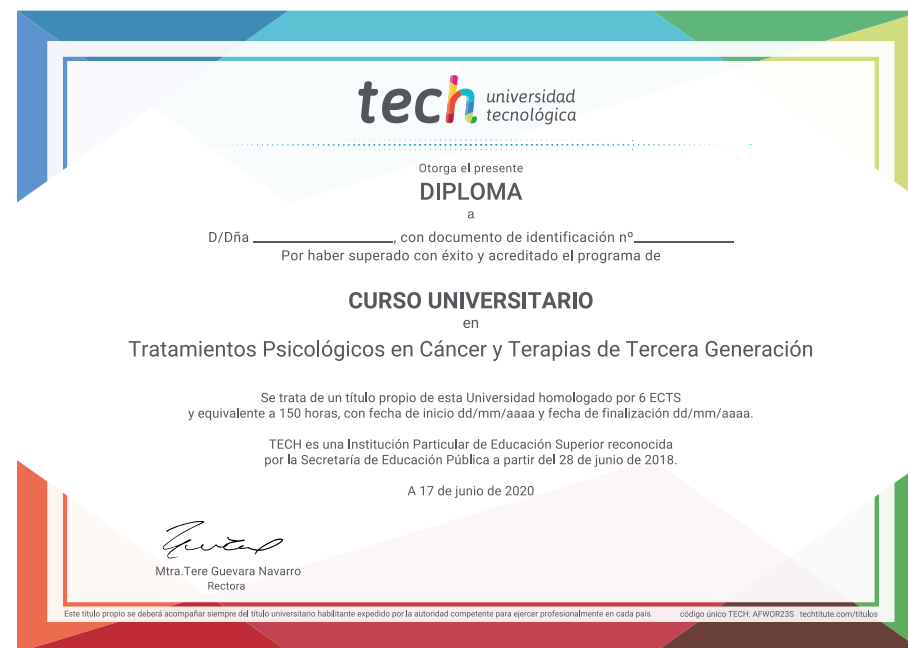 tech universidad
tecnológica
Otorga el presente
DIPLOMA
a
D/Dña ____________________, con documento de identificación nº______________
Por haber superado con éxito y acreditado el programa de
CURSO UNIVERSITARIO
en
Tratamientos Psicológicos en Cáncer y Terapias de Tercera Generación
Se trata de un título propio de esta Universidad homologado por 6 ECTS
y equivalente a 150 horas, con fecha de inicio dd/mm/aaaa y fecha de finalización dd/mm/aaaa.
TECH es una Institución Particular de Educación Superior reconocida
por la Secretaría de Educación Pública a partir del 28 de junio de 2018.
A 17 de junio de 2020
Mtra.Tere Guevara Navarro
Rectora
Este título propio se deberá acompañar siempre del título universitario habilitante expedido por la autoridad competente para ejercer profesionalmente en cada país. código único TECH: AFWOR23S techtitute.com/titulos